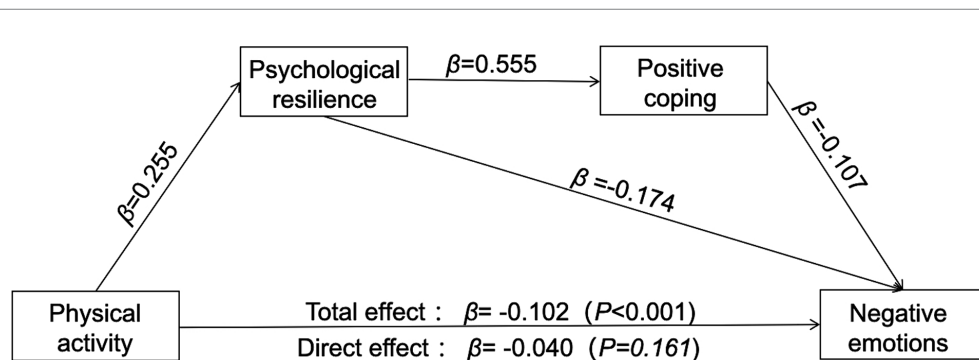 Psychological
resilience
β=0.555
Positive
coping
β=0.255
β =-0.174
β =-0.107
Physical
activity
Total effect : β= -0.102 (P<0.001)
Direct effect : β= -0.040 (P=0.161)
Negative
emotions